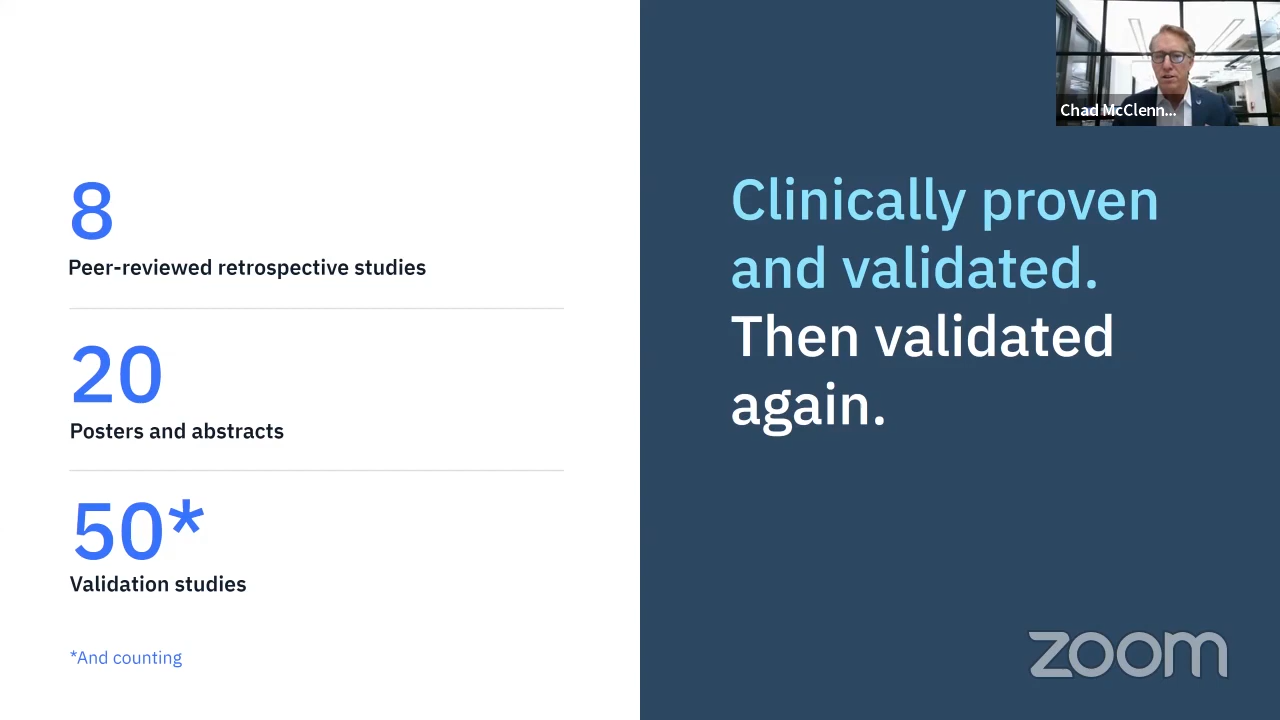 8
Peer-reviewed retrospective studies
20
Posters and abstracts
50*
Validation studies
*And counting
Chad McClenn...
Clinically proven
and validated.
Then validated
again.
zoom